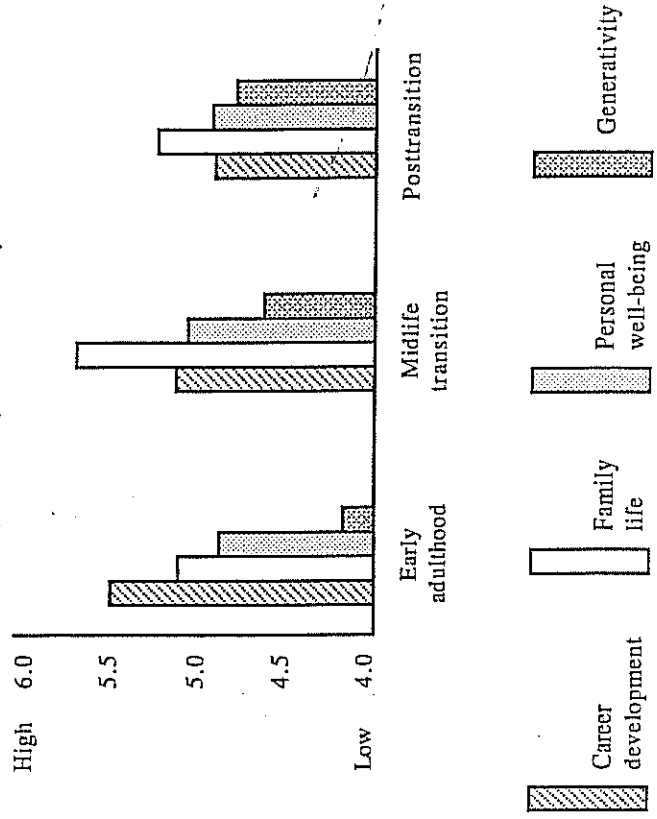 High
6.0
5.5
5.0
4.5
Low
4.0
Early
adulthood
Midlife
transition
Posttransition
Career
development
Family
life
Personal
well-being
Generativity